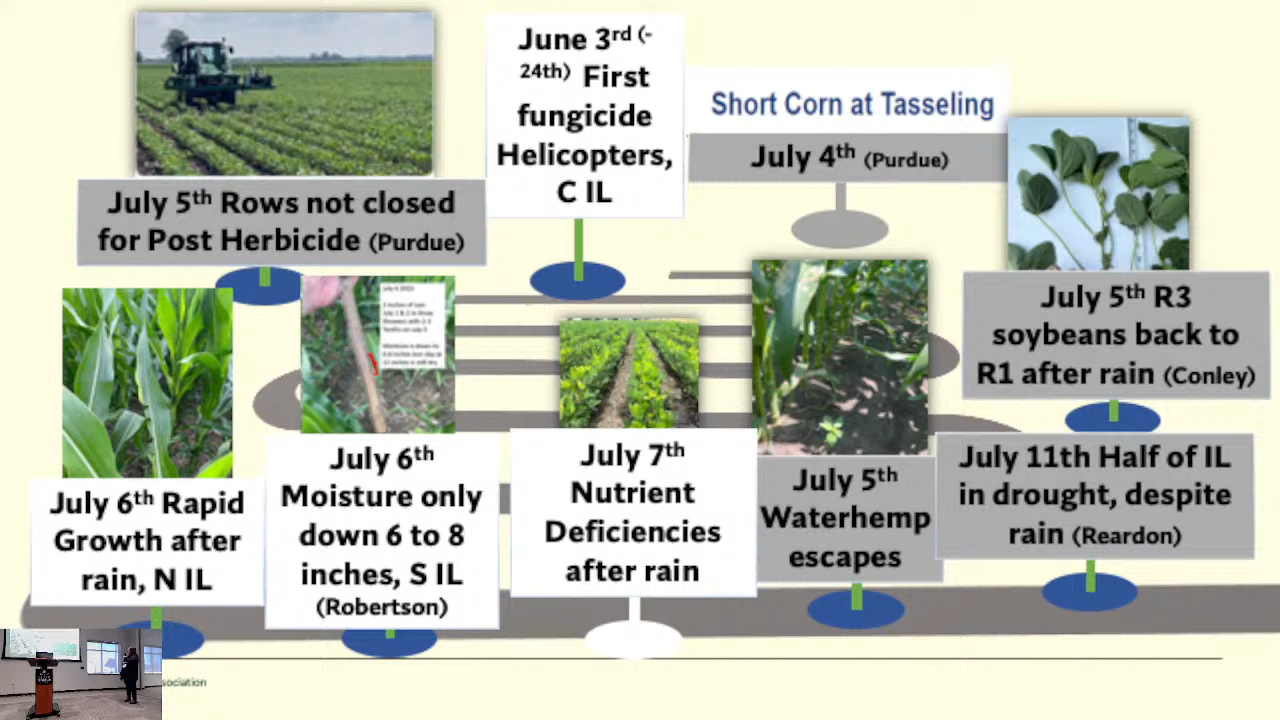 June 3rd (-
24th) First
fungicide
Helicopters,
C IL
Short Corn at Tasseling
July 4th (Purdue)
July 5th Rows not closed
for Post Herbicide (Purdue)
July 5th R3
soybeans back to
R1 after rain (Conley)
July 6th Rapid
Growth after
rain, N IL
July 6th
Moisture only
down 6 to 8
inches, S IL
(Robertson)
July 7th
Nutrient
Deficiencies
after rain
July 5th
Waterhemp
escapes
July 11th Half of IL
in drought, despite
rain (Reardon)